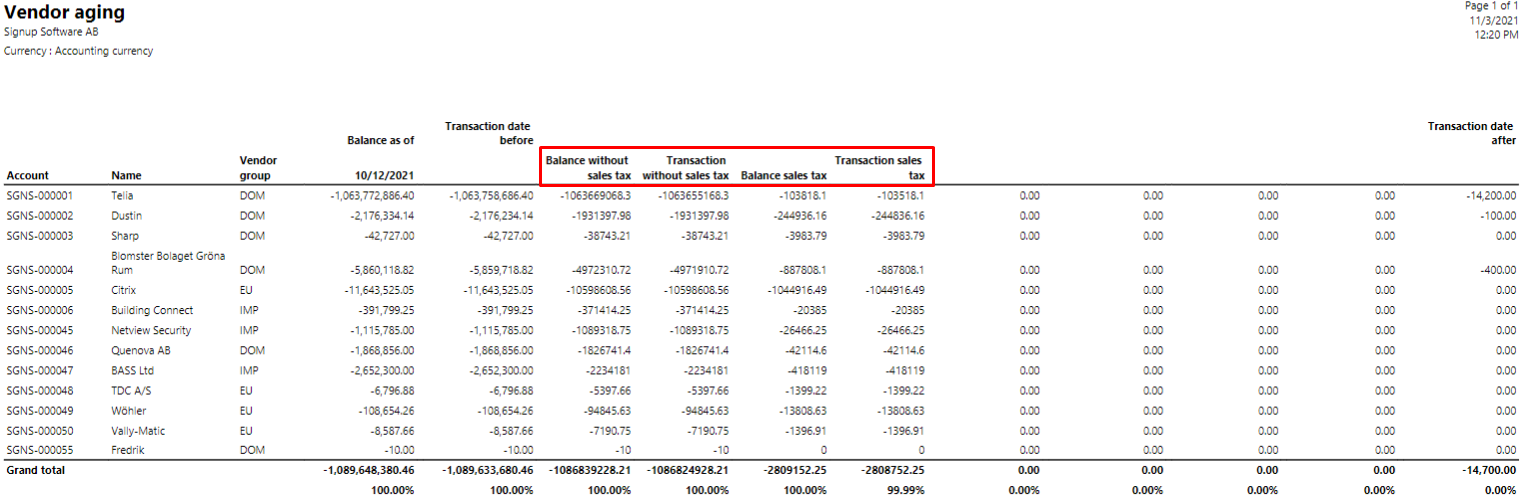 Vendor aging
Page 1 of 1
Signup Software AB
11/3/2021
Currency : Accounting currency
12:20 PM
Balance as of Transaction date before Transaction date after
Account Name Vendor group 10/12/2021 Balance without sales tax Transaction without sales tax Balance sales tax Transaction sales tax
SGNS-000001 Telia DOM -1,063,772,886.40 -1,063,758,686.40 -1063669068.3 -1063655168.3 -103818.1 -103518.1 0.00 0.00 0.00 0.00 -14,200.00
SGNS-000002 Dustin DOM -2,176,334.14 -2,176,234.14 -1931397.98 -1931397.98 -244936.16 -244836.16 0.00 0.00 0.00 0.00 -100.00
SGNS-000003 Sharp DOM -42,727.00 -42,727.00 -38743.21 -38743.21 -3983.79 -3983.79 0.00 0.00 0.00 0.00 0.00
Blomster Bolaget Gröna
SGNS-000004 Rum DOM -5,860,118.82 -5,859,718.82 -4972310.72 -4971910.72 -887808.1 -887808.1 0.00 0.00 0.00 0.00 -400.00
SGNS-000005 Citrix EU -11,643,525.05 -11,643,525.05 -10598608.56 -10598608.56 -1044916.49 -1044916.49 0.00 0.00 0.00 0.00 0.00
SGNS-000006 Building Connect IMP -391,799.25 -391,799.25 -371414.25 -371414.25 -20385 -20385 0.00 0.00 0.00 0.00 0.00
SGNS-000045 Netview Security IMP -1,115,785.00 -1,115,785.00 -1089318.75 -1089318.75 -26466.25 -26466.25 0.00 0.00 0.00 0.00 0.00
SGNS-000046 Quenova AB DOM -1,868,856.00 -1,868,856.00 -1826741.4 -1826741.4 -42114.6 -42114.6 0.00 0.00 0.00 0.00 0.00
SGNS-000047 BASS Ltd IMP -2,652,300.00 -2,652,300.00 -2234181 -2234181 -418119 -418119 0.00 0.00 0.00 0.00 0.00
SGNS-000048 TDC A/S EU -6,796.88 -6,796.88 -5397.66 -5397.66 -1399.22 -1399.22 0.00 0.00 0.00 0.00 0.00
SGNS-000049 Wöhler EU -108,654.26 -108,654.26 -94845.63 -94845.63 -13808.63 -13808.63 0.00 0.00 0.00 0.00 0.00
SGNS-000050 Vally-Matic EU -8,587.66 -8,587.66 -7190.75 -7190.75 -1396.91 -1396.91 0.00 0.00 0.00 0.00 0.00
SGNS-000055 Fredrik DOM -10.00 -10.00 -10 -10 0 0 0.00 0.00 0.00 0.00 0.00
Grand total -1,089,648,380.46 -1,089,633,680.46 -1086839228.21 -1086824928.21 -2809152.25 -2808752.25 0.00 0.00 0.00 0.00 -14,700.00
100.00% 100.00% 100.00% 100.00% 100.00% 99.99% 0.00% 0.00% 0.00% 0.00% 0.00%